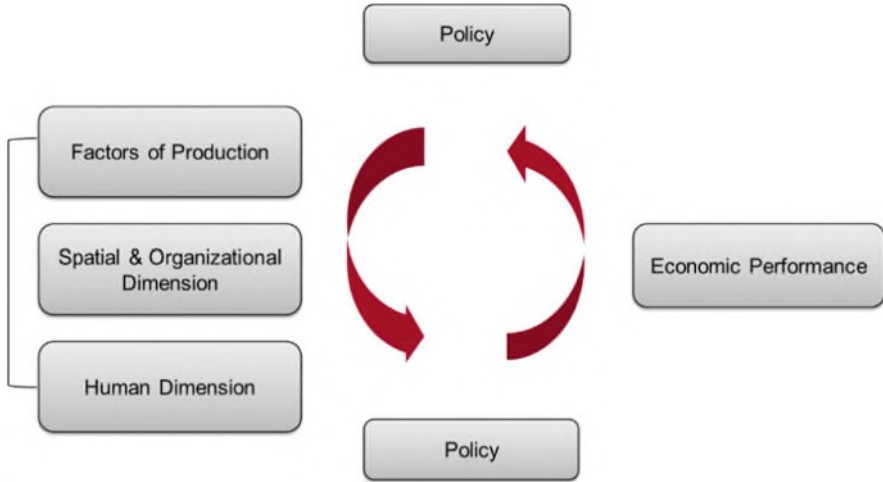 Policy
Factors of Production
Spatial & Organizational
Dimension
Human Dimension
Economic Performance
Policy